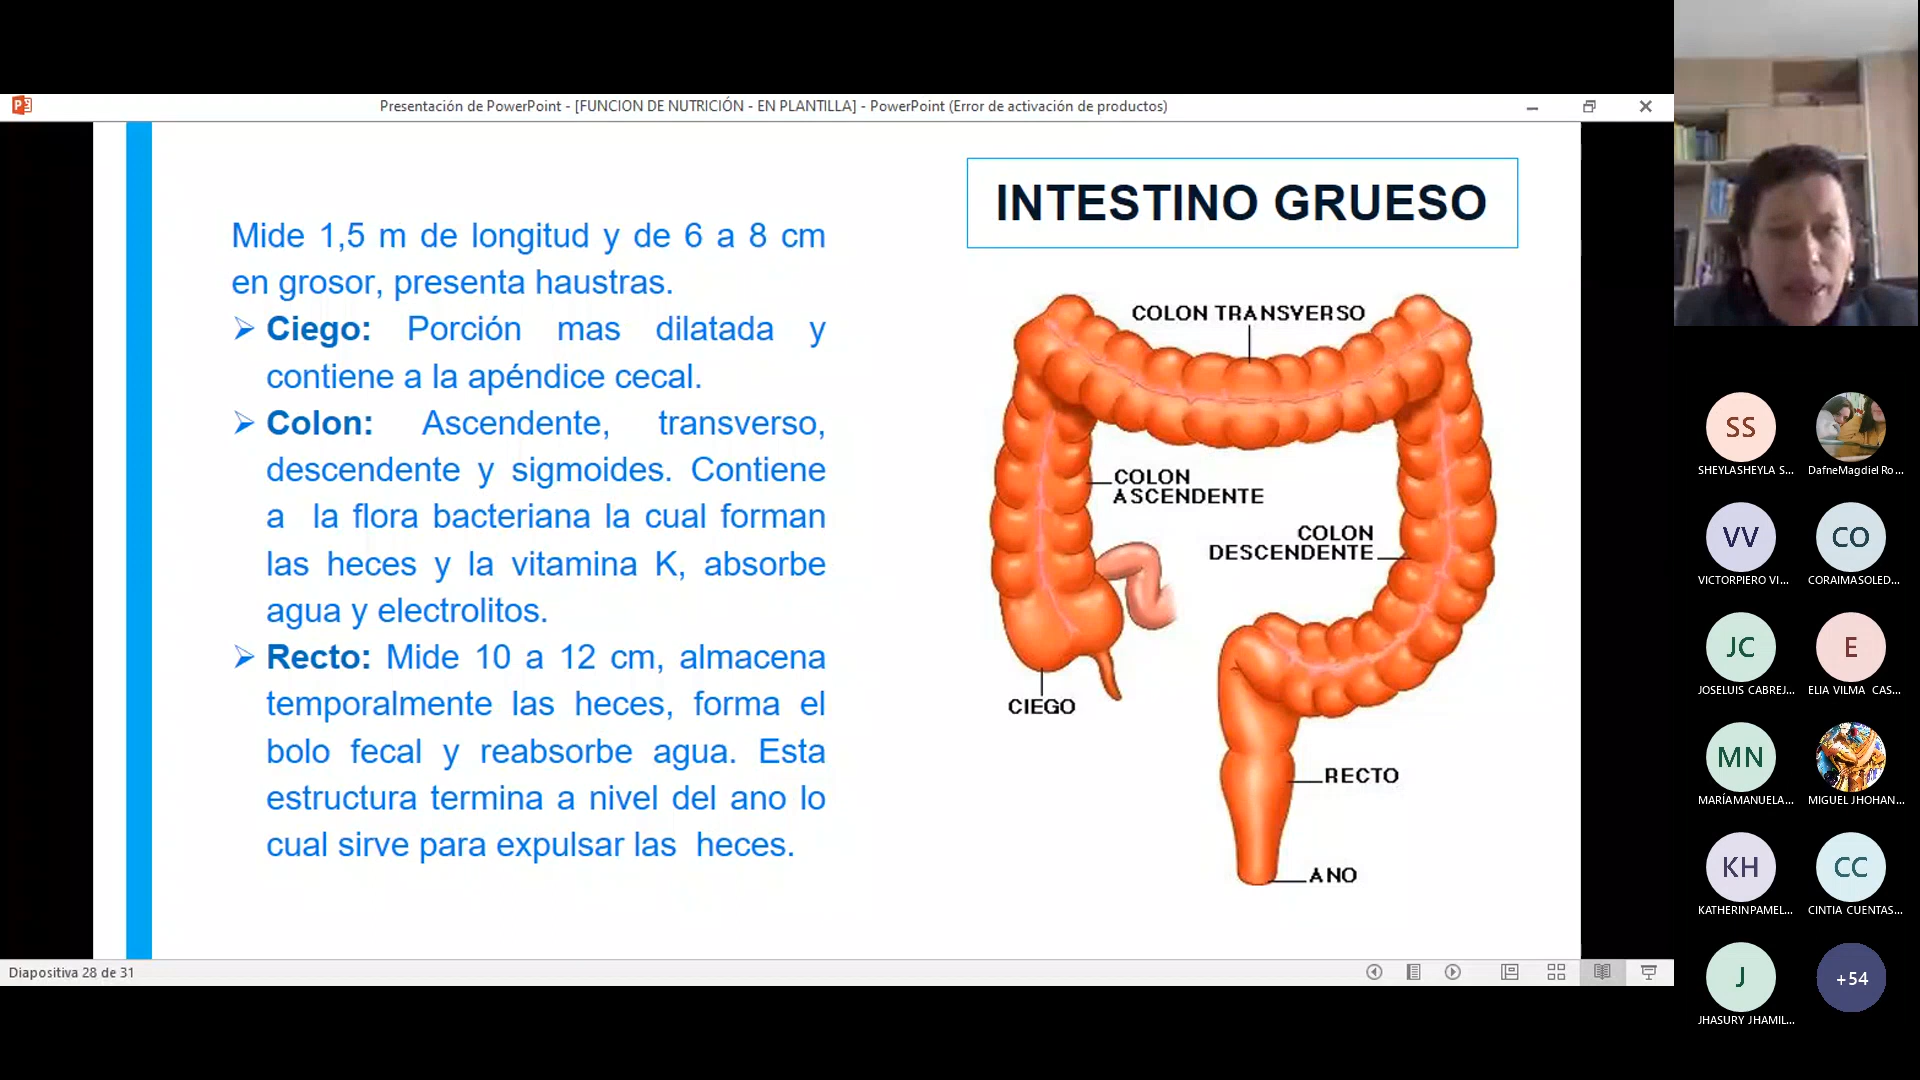 Presentación de PowerPoint - [FUNCION DE NUTRICIÓN - EN PLANTILLA] - PowerPoint (Error de activación de productos)
INTESTINO GRUESO
Mide 1,5 m de longitud y de 6 a 8 cm
en grosor, presenta haustras.
Ciego: Porción mas dilatada y
contiene a la apéndice cecal.
Colon: Ascendente, transverso,
descendente y sigmoides. Contiene
a la flora bacteriana la cual forman
las heces y la vitamina K, absorbe
agua y electrolitos.
Recto: Mide 10 a 12 cm, almacena
temporalmente las heces, forma el
bolo fecal y reabsorbe agua. Esta
estructura termina a nivel del ano lo
cual sirve para expulsar las heces.
COLON TRANSVERSO
COLON
ASCENDENTE
COLON
DESCENDENTE
CIEGO
RECTO
ANO
Diapositiva 28 de 31
SS
SHEYLASHEYLA S...
DafneMagdiel Ro...
VV
VICTORPIERO VI...
CO
CORAIMASOLED...
JC
JOSELUIS CABREJ...
E
ELIA VILMA CAS...
MN
MARÍAMANUELA...
MIGUEL JHOHAN...
KH
KATHERINPAMEL...
CC
CINTIA CUENTAS...
J
JHASURY JHAMIL...
+54